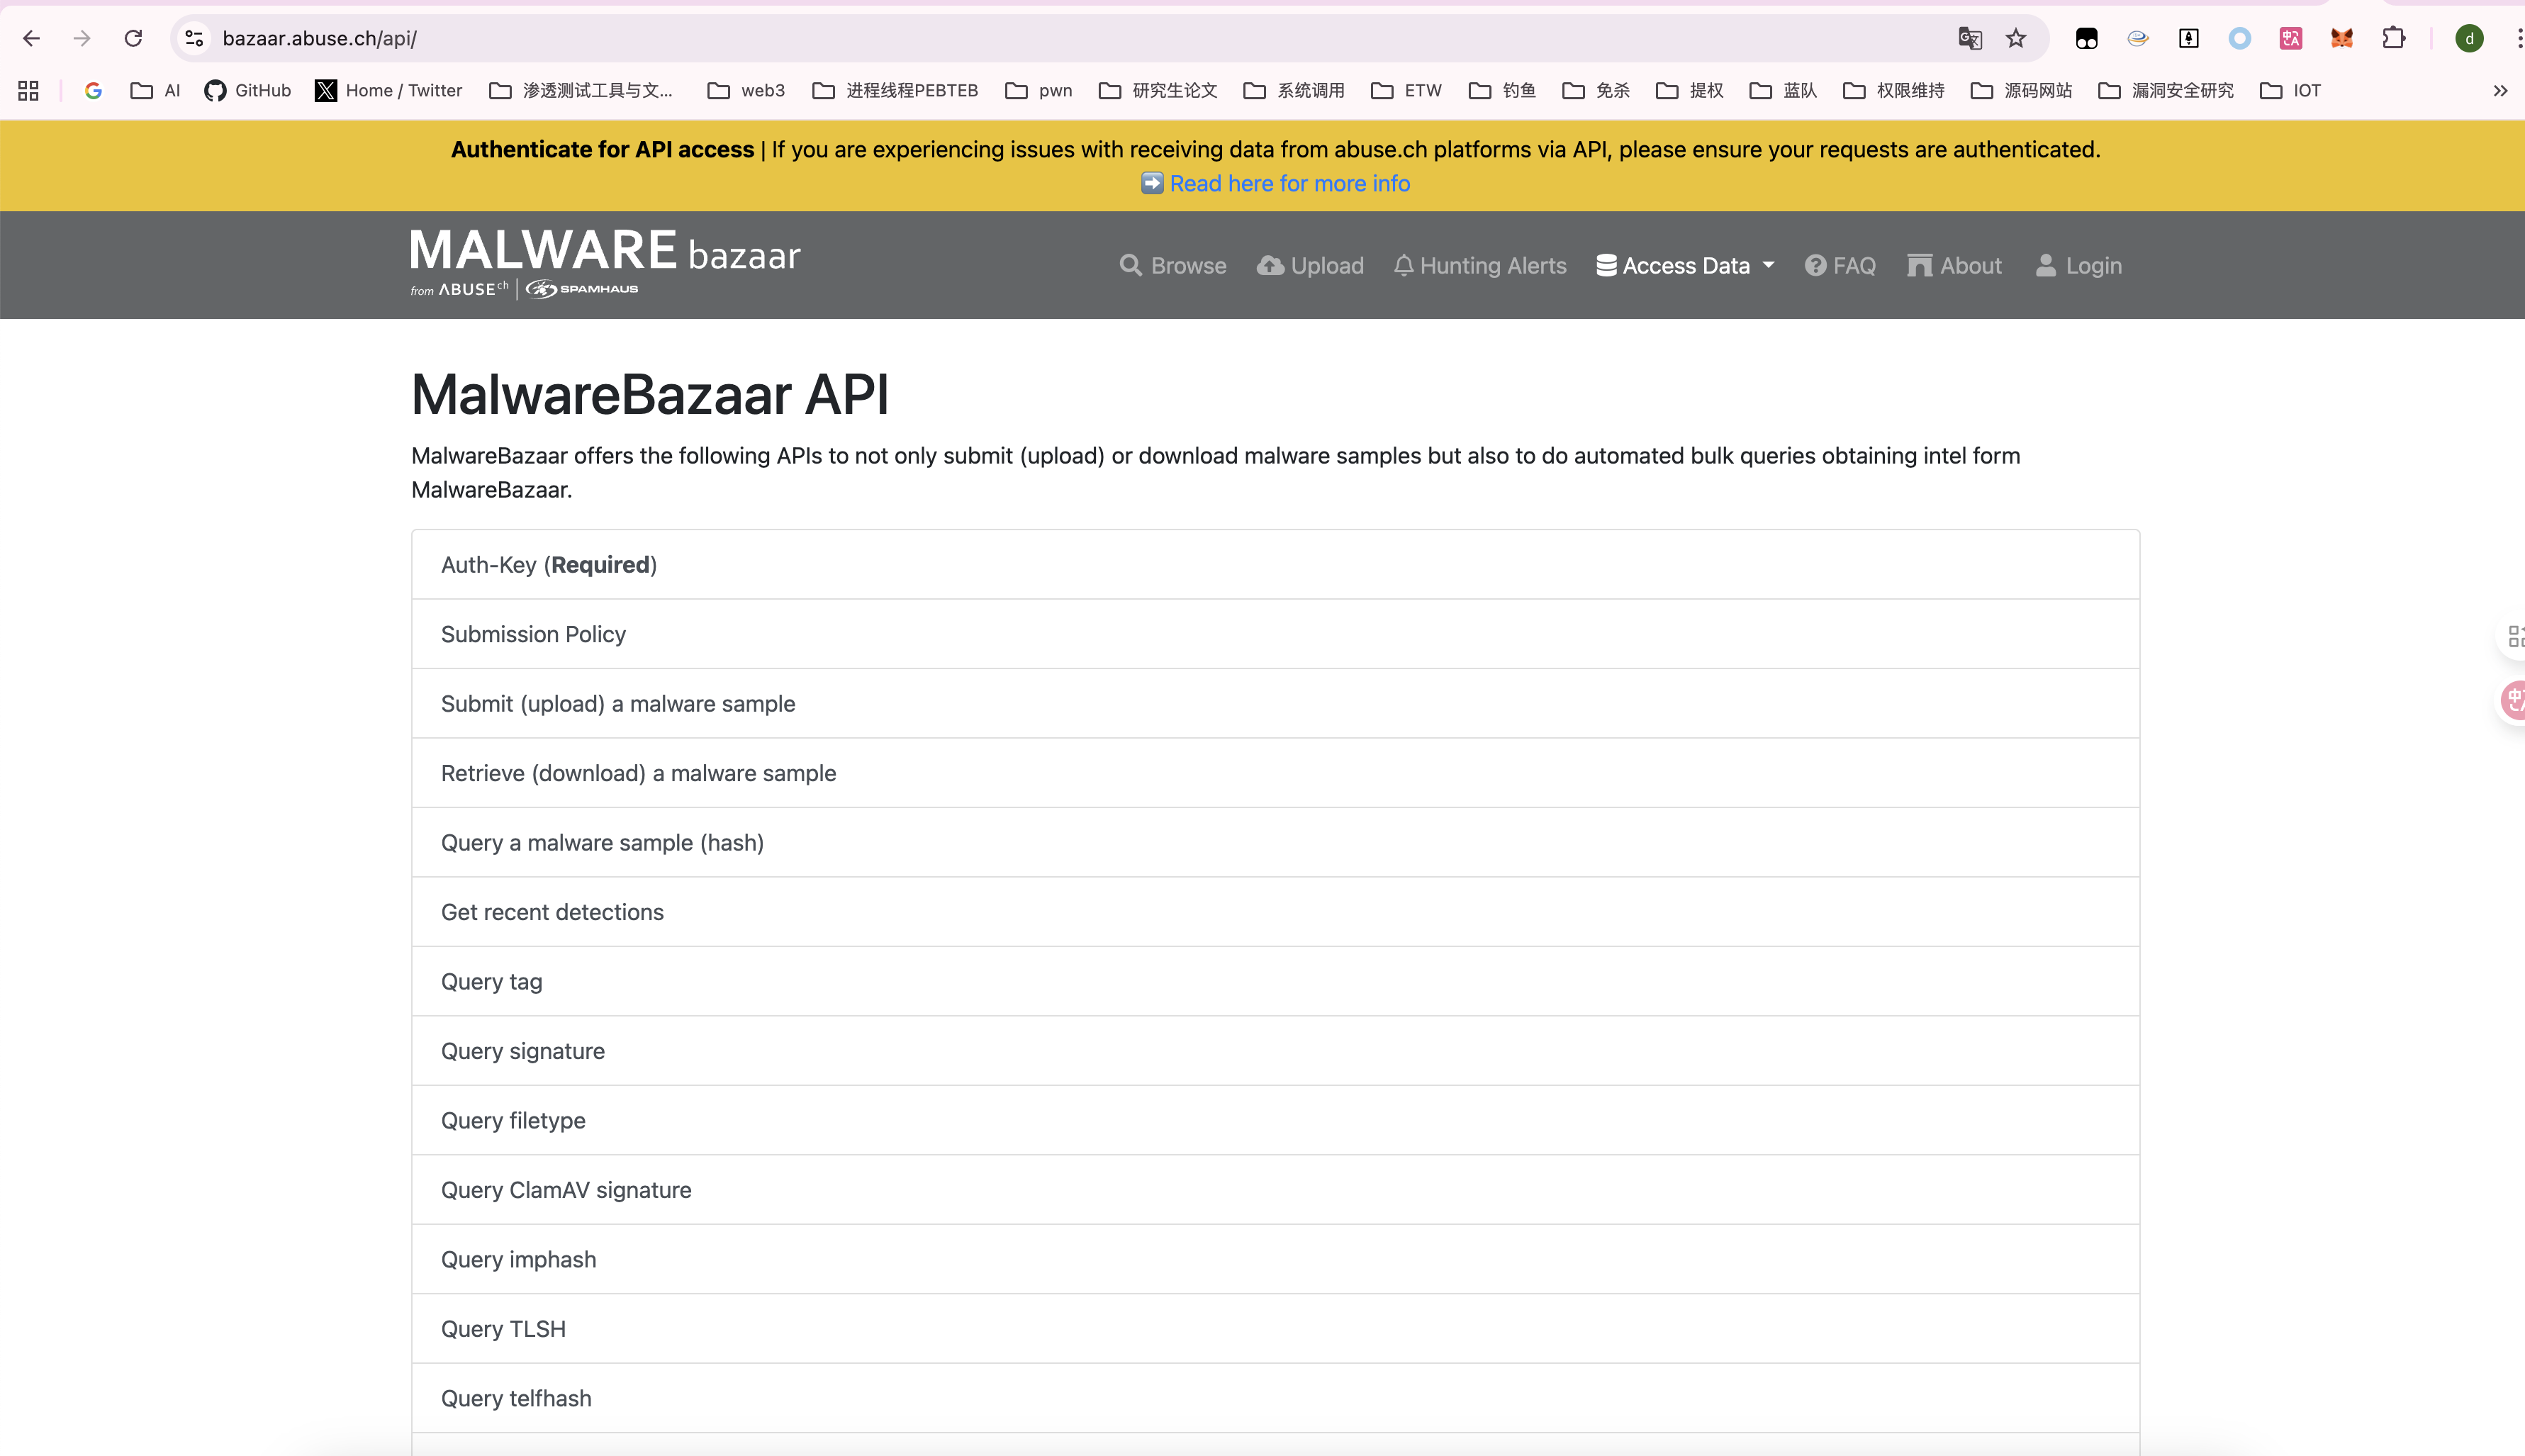 bazaar.abuse.ch/api/
d
AI GitHub Home / Twitter 渗透测试工具与文... web3 进程线程PEBTEB pwn 研究生论文 系统调用 ETW 钓鱼 免杀 提权 蓝队 权限维持 源码网站 漏洞安全研究 IOT
Authenticate for API access | If you are experiencing issues with receiving data from abuse.ch platforms via API, please ensure your requests are authenticated.
Read here for more info
MALWARE bazaar
from ABUSE ch | SPAMHAUS
Browse Upload Hunting Alerts Access Data FAQ About Login
MalwareBazaar API
MalwareBazaar offers the following APIs to not only submit (upload) or download malware samples but also to do automated bulk queries obtaining intel form
MalwareBazaar.
Auth-Key (Required)
Submission Policy
Submit (upload) a malware sample
Retrieve (download) a malware sample
Query a malware sample (hash)
Get recent detections
Query tag
Query signature
Query filetype
Query ClamAV signature
Query imphash
Query TLSH
Query telfhash